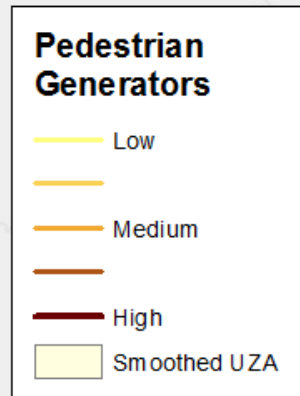 Pedestrian
Generators
Low
Medium
High
Smoothed UZA